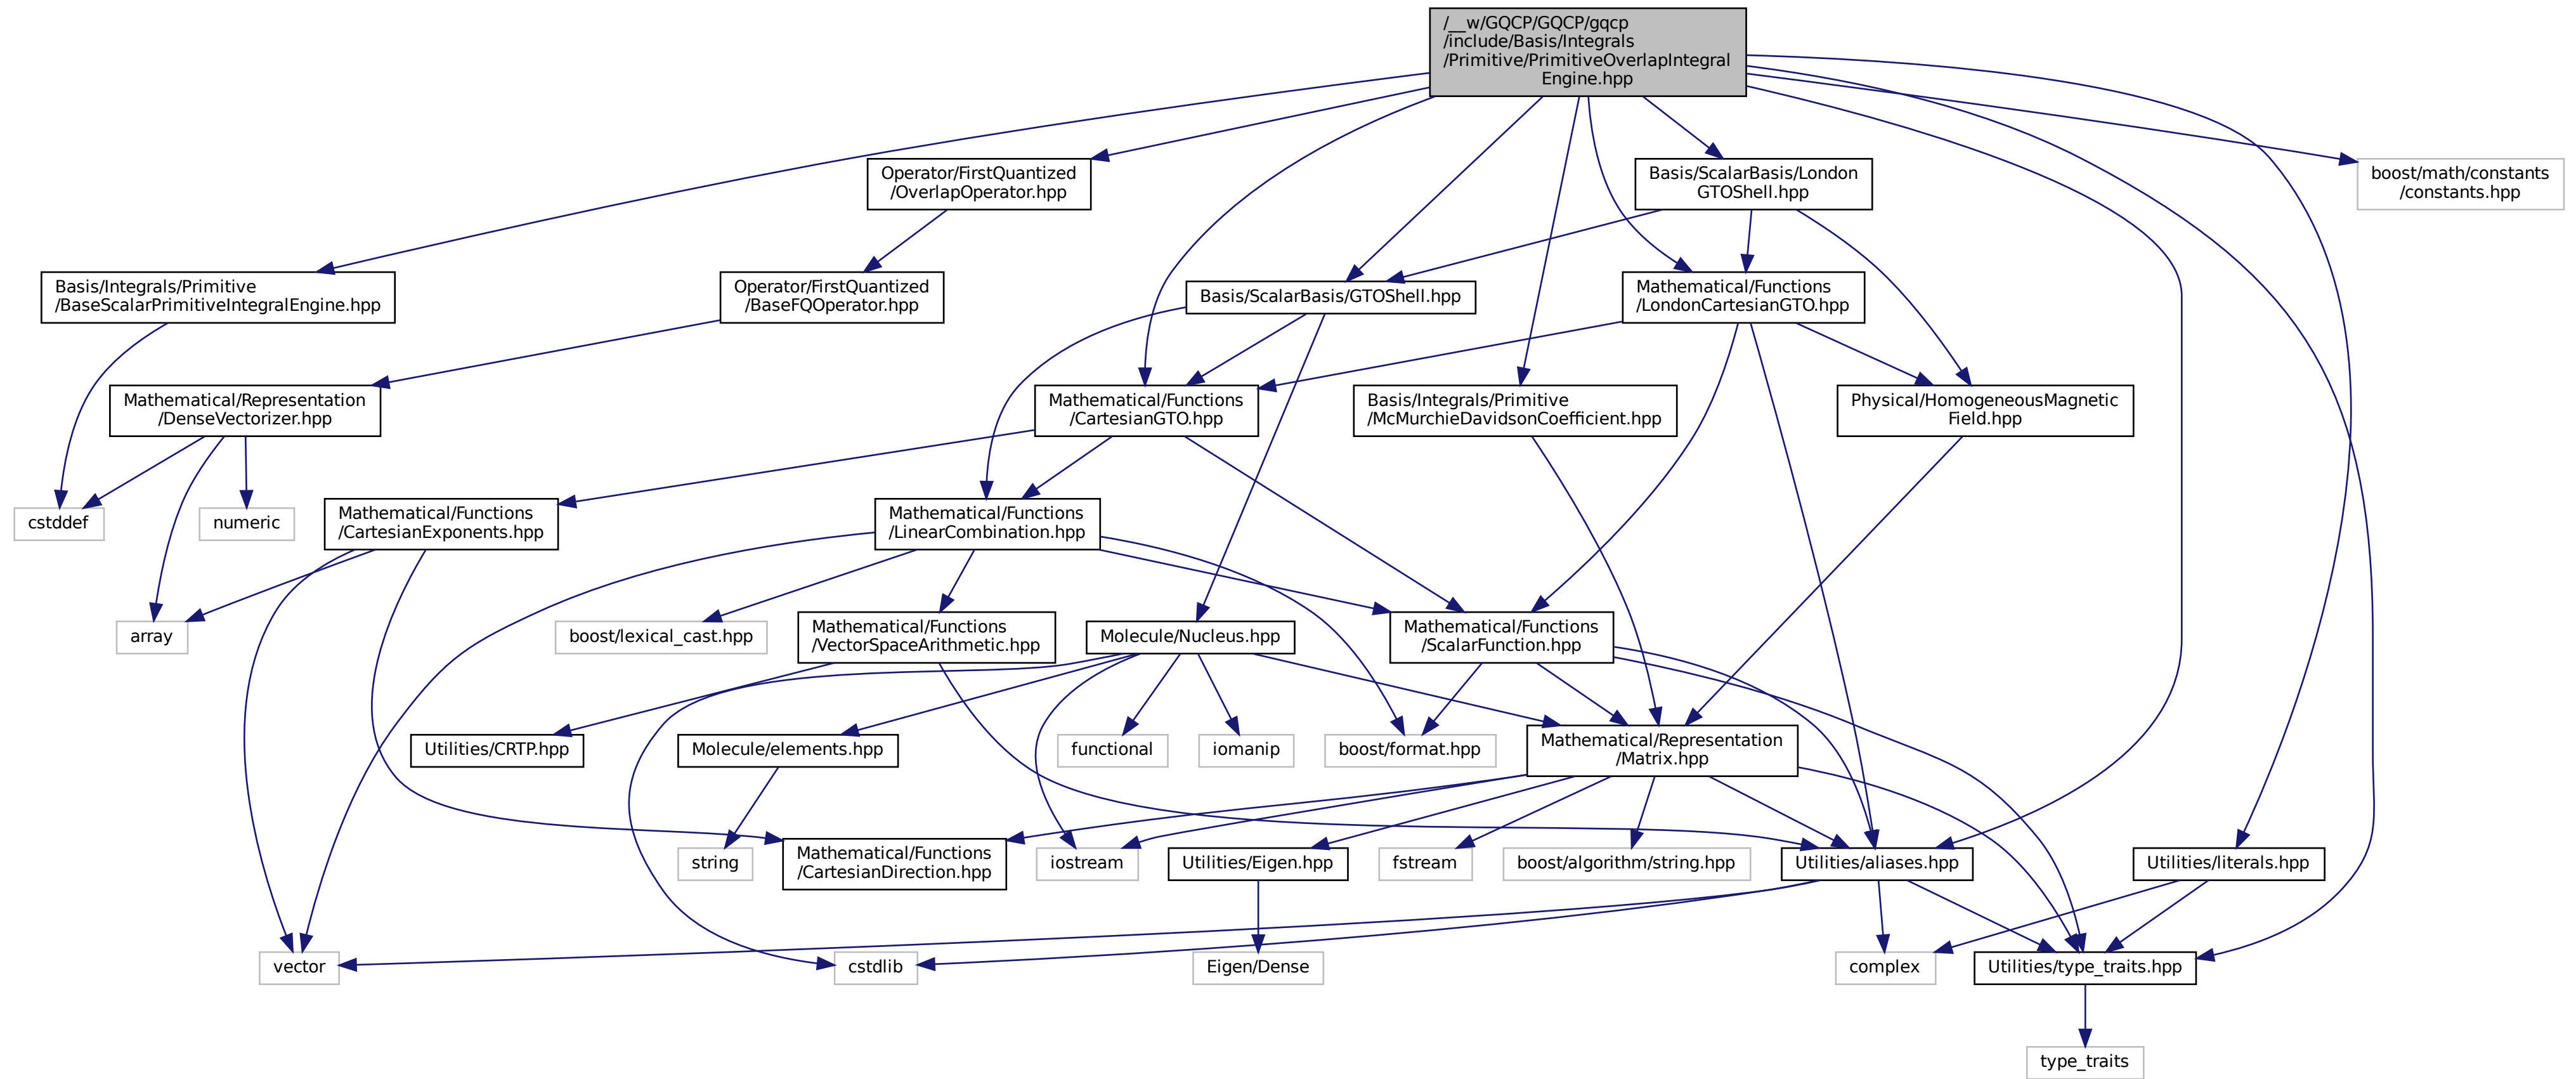 /__w/GQCP/GQCP/gqcp
/include/Basis/Integrals
/Primitive/PrimitiveOverlapIntegral
Engine.hpp
Operator/FirstQuantized
/OverlapOperator.hpp
Basis/ScalarBasis/London
GTOShell.hpp
boost/math/constants
/constants.hpp
Basis/Integrals/Primitive
/BaseScalarPrimitiveIntegralEngine.hpp
Operator/FirstQuantized
/BaseFQOperator.hpp
Basis/ScalarBasis/GTOShell.hpp
Mathematical/Functions
/LondonCartesianGTO.hpp
Mathematical/Representation
/DenseVectorizer.hpp
Mathematical/Functions
/CartesianGTO.hpp
Basis/Integrals/Primitive
/McMurchieDavidsonCoefficient.hpp
Physical/HomogeneousMagnetic
Field.hpp
cstddef
numeric
Mathematical/Functions
/CartesianExponents.hpp
Mathematical/Functions
/LinearCombination.hpp
array
boost/lexical_cast.hpp
Mathematical/Functions
/VectorSpaceArithmetic.hpp
Molecule/Nucleus.hpp
Mathematical/Functions
/ScalarFunction.hpp
Utilities/CRTP.hpp
Molecule/elements.hpp
functional
iomanip
boost/format.hpp
Mathematical/Representation
/Matrix.hpp
string
Mathematical/Functions
/CartesianDirection.hpp
iostream
Utilities/Eigen.hpp
fstream
boost/algorithm/string.hpp
Utilities/aliases.hpp
Utilities/literals.hpp
vector
cstdlib
Eigen/Dense
complex
Utilities/type_traits.hpp
type_traits